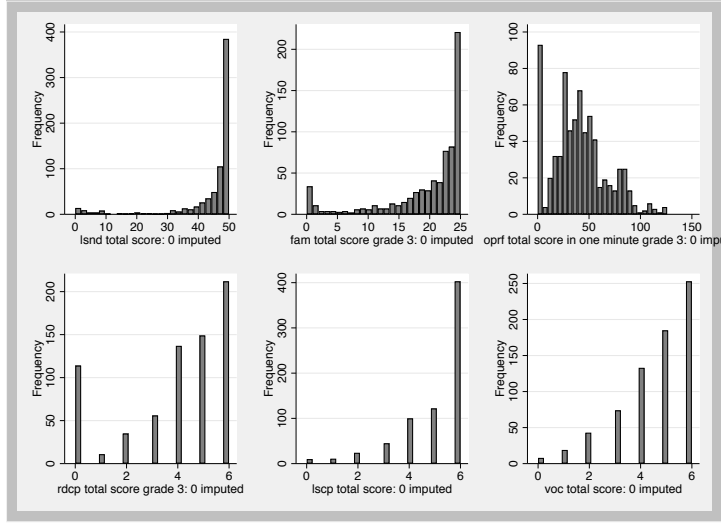 Frequency
0 100 200 300 400
0 10 20 30 40 50
lsnd total score: 0 imputed
Frequency
0 50 100 150 200
0 5 10 15 20 25
fam total score grade 3: 0 imputed
Frequency
0 20 40 60 80 100
0 50 100 150
oprf total score in one minute grade 3: 0 impu
Frequency
0 50 100 150 200
0 2 4 6
rdcp total score grade 3: 0 imputed
Frequency
0 100 200 300 400
0 2 4 6
lscp total score: 0 imputed
Frequency
0 50 100 150 200 250
0 2 4 6
voc total score: 0 imputed